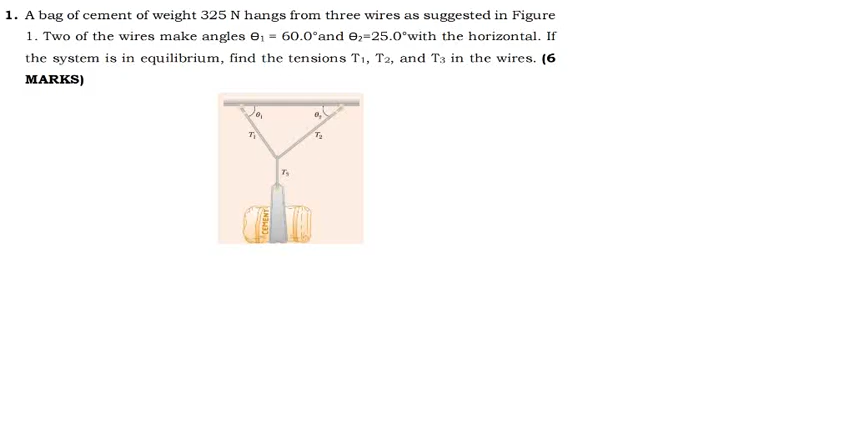 1. A bag of cement of weight 325 N hangs from three wires as suggested in Figure
1. Two of the wires make angles ϴ₁ = 60.0°and ϴ₂=25.0°with the horizontal. If
the system is in equilibrium, find the tensions T₁, T₂, and T₃ in the wires. (6
MARKS)
θ₁ θ₂
T₁ T₂
T₃
CEMENT